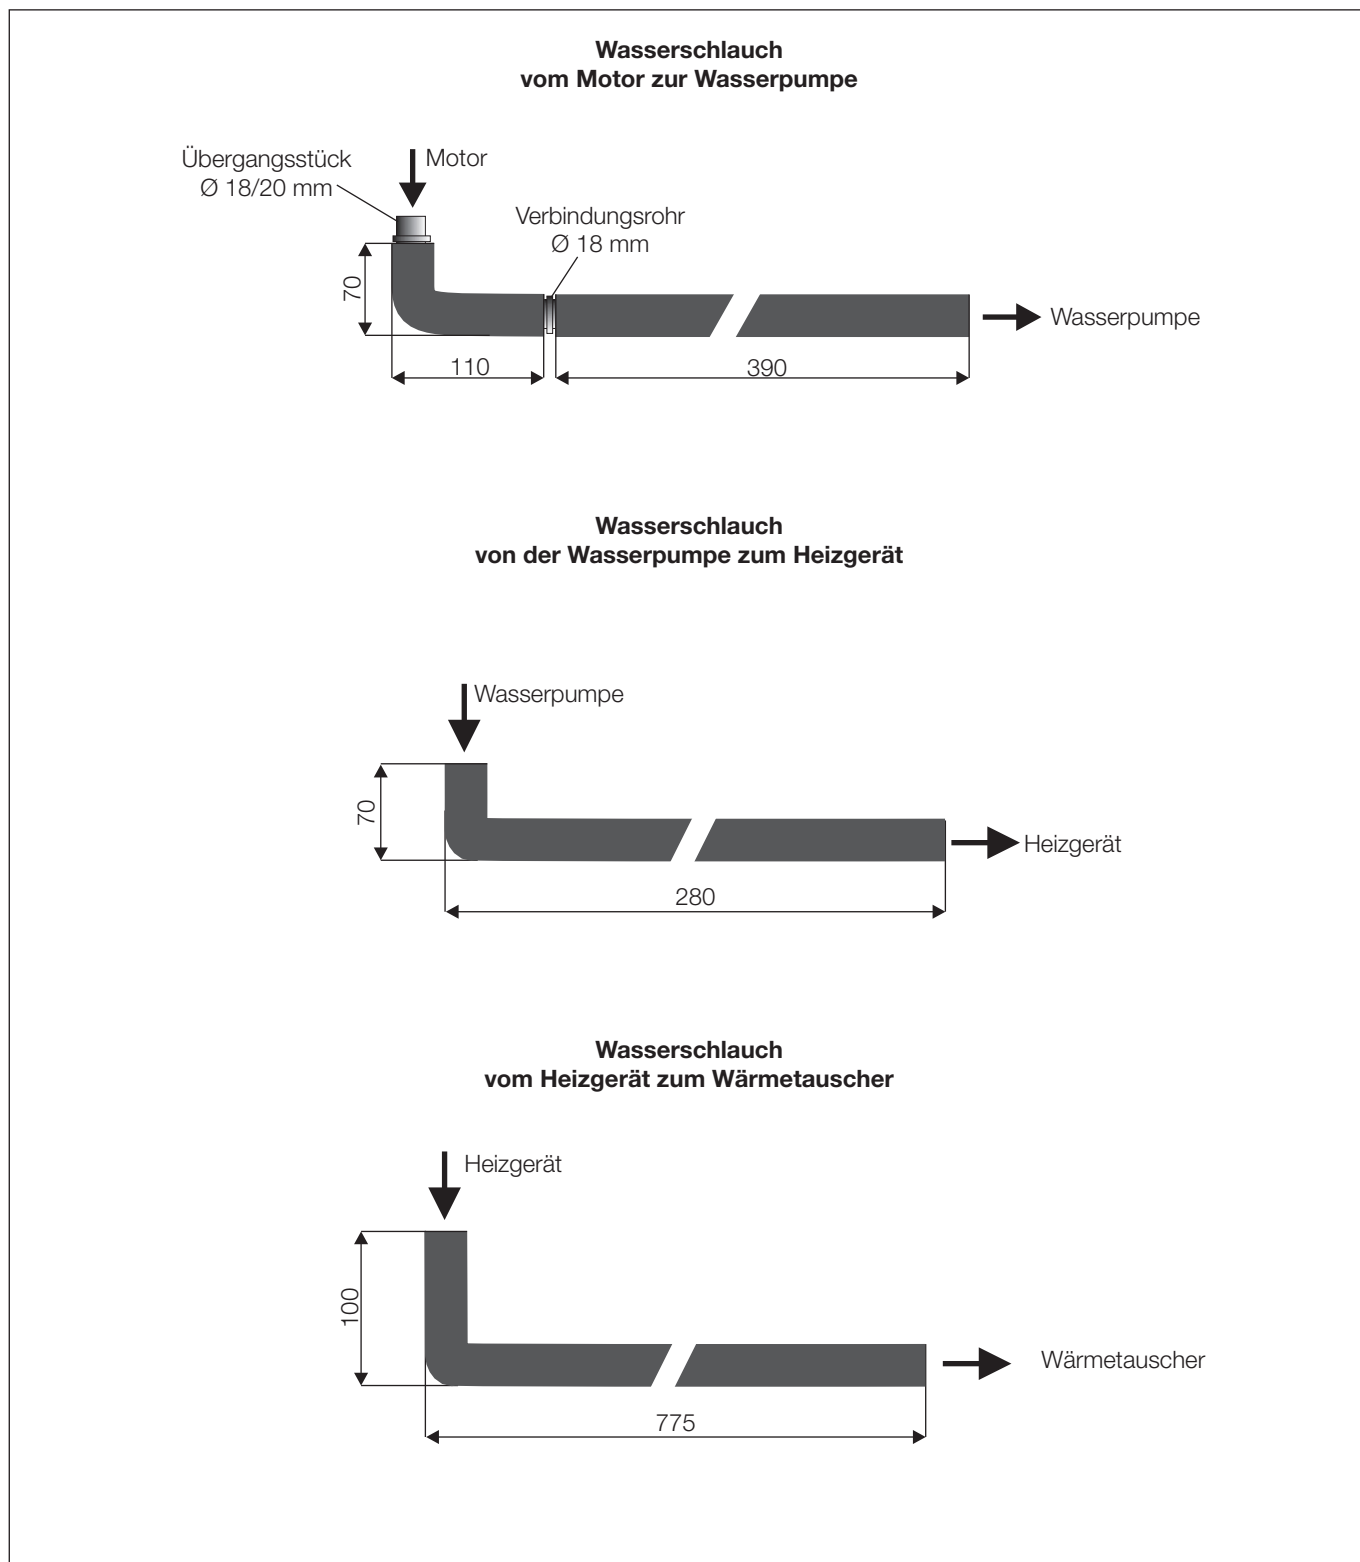 Wasserschlauch
vom Motor zur Wasserpumpe
Übergangsstück
Ø 18/20 mm
Motor
Verbindungsrohr
Ø 18 mm
70
Wasserpumpe
110
390
Wasserschlauch
von der Wasserpumpe zum Heizgerät
Wasserpumpe
70
Heizgerät
280
Wasserschlauch
vom Heizgerät zum Wärmetauscher
Heizgerät
100
Wärmetauscher
775